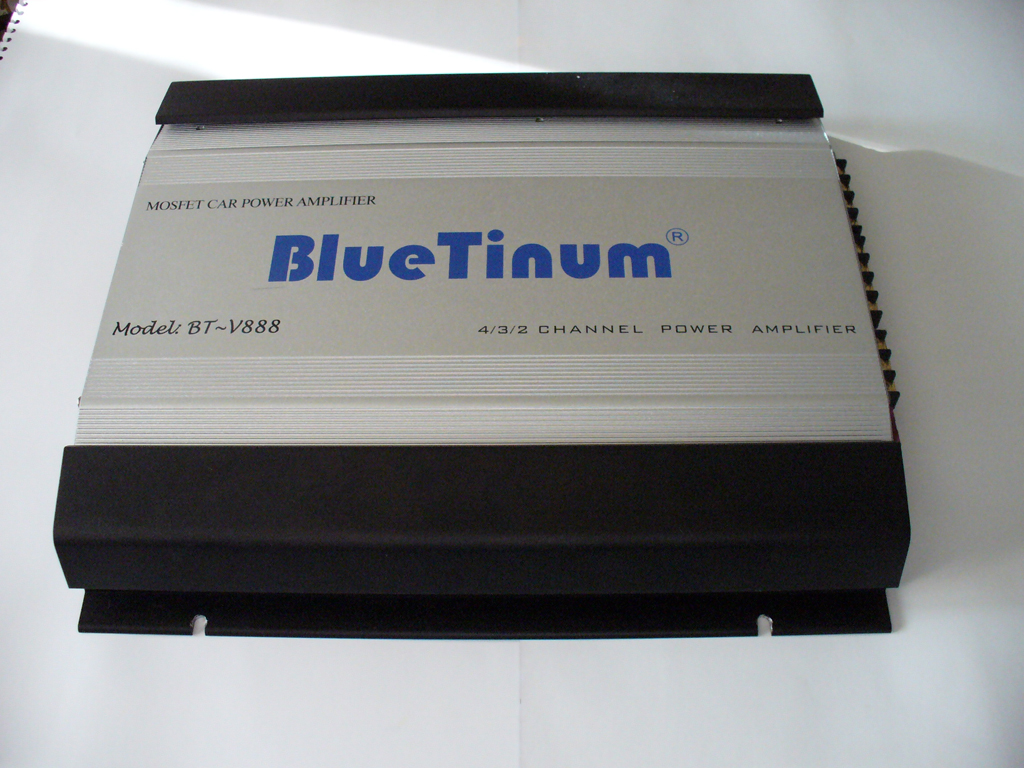 MOSFET CAR POWER AMPLIFIER
BlueTinum®
Model: BT~V888
4/3/2 CHANNEL POWER AMPLIFIER